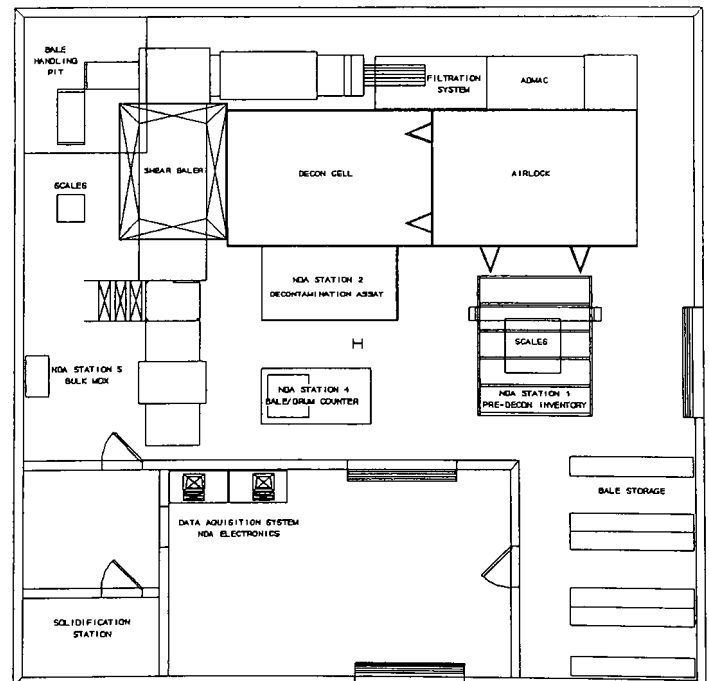 BALE
HANDLING
PIT
FILTRATION
SYSTEM
ADMAC
SHEAR BALER
DECON CELL
AIRLOCK
SCALES
NDA STATION 2
DECONTAMINATION ASSAY
SCALES
NDA STATION 5
BULK MOX
NDA STATION 4
BALE/DRUM COUNTER
NDA STATION 1
PRE-DECON INVENTORY
BALE STORAGE
DATA AQUISITION SYSTEM
NDA ELECTRONICS
SOLIDIFICATION
STATION